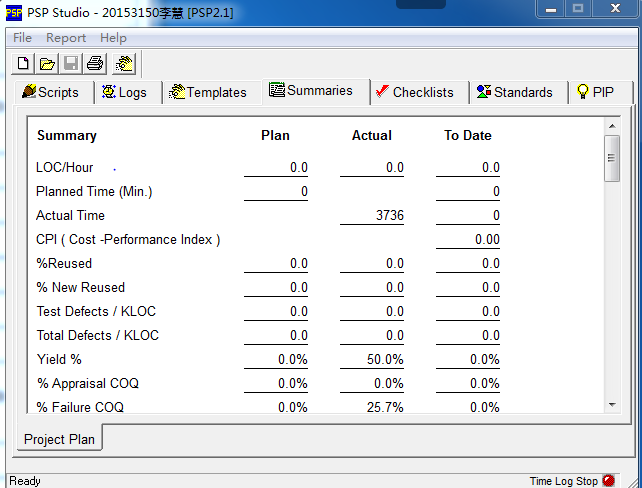 PSP PSP Studio - 20153150李慧 [PSP2.1]
File Report Help
Scripts Logs Templates Summaries Checklists Standards PIP
Summary Plan Actual To Date
LOC/Hour 0.0 0.0 0.0
Planned Time (Min.) 0 0
Actual Time 3736 0
CPI ( Cost -Performance Index ) 0.00
%Reused 0.0 0.0 0.0
% New Reused 0.0 0.0 0.0
Test Defects / KLOC 0.0 0.0 0.0
Total Defects / KLOC 0.0 0.0 0.0
Yield % 0.0% 50.0% 0.0%
% Appraisal COQ 0.0% 0.0% 0.0%
% Failure COQ 0.0% 25.7% 0.0%
Project Plan
Ready Time Log Stop